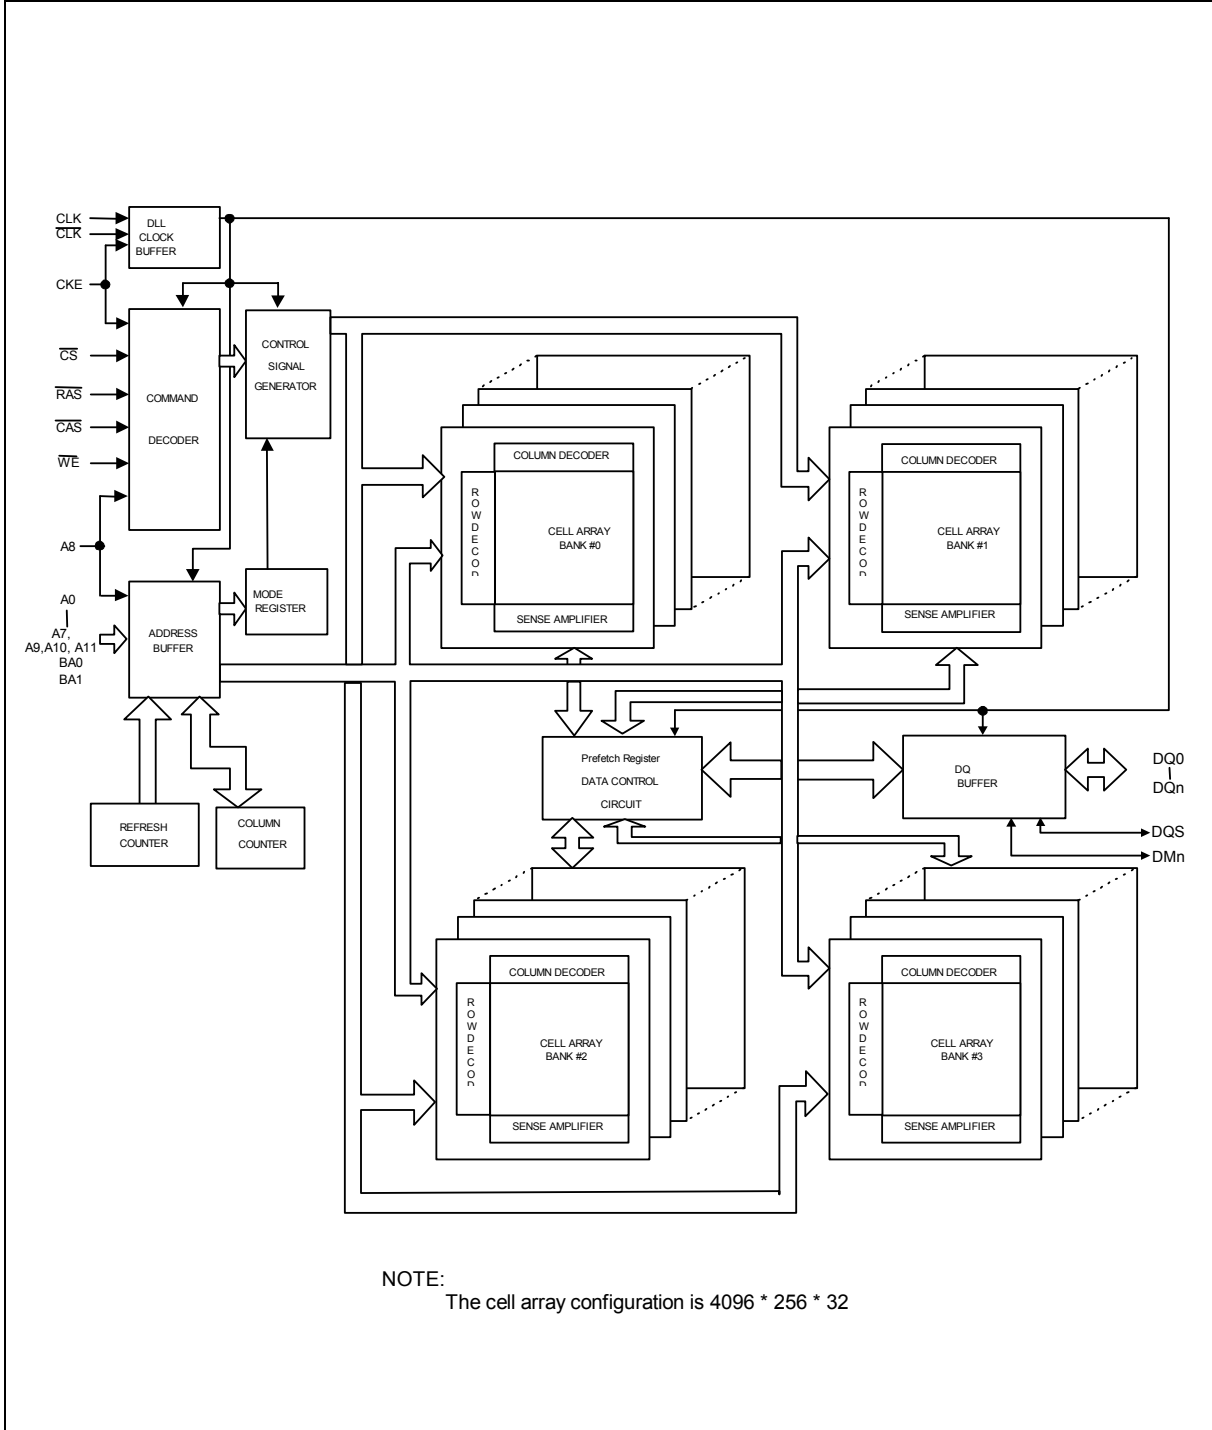 CLK
CLK
CKE
CS
RAS
CAS
WE
A8
A0
A7,
A9,A10, A11
BA0
BA1
DLL
CLOCK
BUFFER
COMMAND
DECODER
CONTROL
SIGNAL
GENERATOR
MODE
REGISTER
ADDRESS
BUFFER
REFRESH
COUNTER
COLUMN
COUNTER
COLUMN DECODER
ROWDECOD
CELL ARRAY
BANK #0
SENSE AMPLIFIER
COLUMN DECODER
ROWDECOD
CELL ARRAY
BANK #1
SENSE AMPLIFIER
Prefetch Register
DATA CONTROL
CIRCUIT
DQ
BUFFER
DQ0
DQn
DQS
DMn
COLUMN DECODER
ROWDECOD
CELL ARRAY
BANK #2
SENSE AMPLIFIER
COLUMN DECODER
ROWDECOD
CELL ARRAY
BANK #3
SENSE AMPLIFIER
NOTE:
The cell array configuration is 4096 * 256 * 32